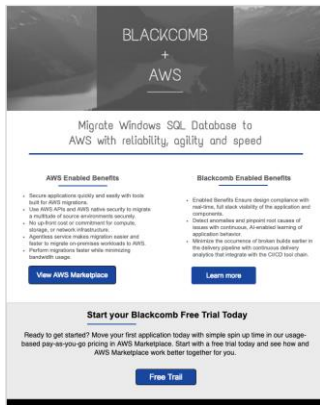 BLACKCOMB
+
AWS
Migrate Windows SQL Database to
AWS with reliability, agility and speed
AWS Enabled Benefits
Secure applications quickly and easily with tools
built for AWS migrations.
Use AWS APIs and AWS native security to migrate
a multitude of source environments securely.
No up-front cost or commitment for compute,
storage, or network infrastructure.
Agentless service makes migration easier and
faster to migrate on-premises workloads to AWS.
Perform migrations faster while minimizing
bandwidth usage.
View AWS Marketplace
Blackcomb Enabled Benefits
Enabled Benefits Ensure design compliance with
real-time, full stack visibility of the application and
components.
Detect anomalies and pinpoint root causes of
issues with continuous, AI-enabled learning of
application behavior.
Minimize the occurrence of broken builds earlier in
the delivery pipeline with continuous delivery
analytics that integrate with the CI/CD tool chain.
Learn more
Start your Blackcomb Free Trial Today
Ready to get started? Move your first application today with simple spin up time in our usage-
based pay-as-you-go pricing in AWS Marketplace. Start with a free trial today and see how and
AWS Marketplace work better together for you.
Free Trail